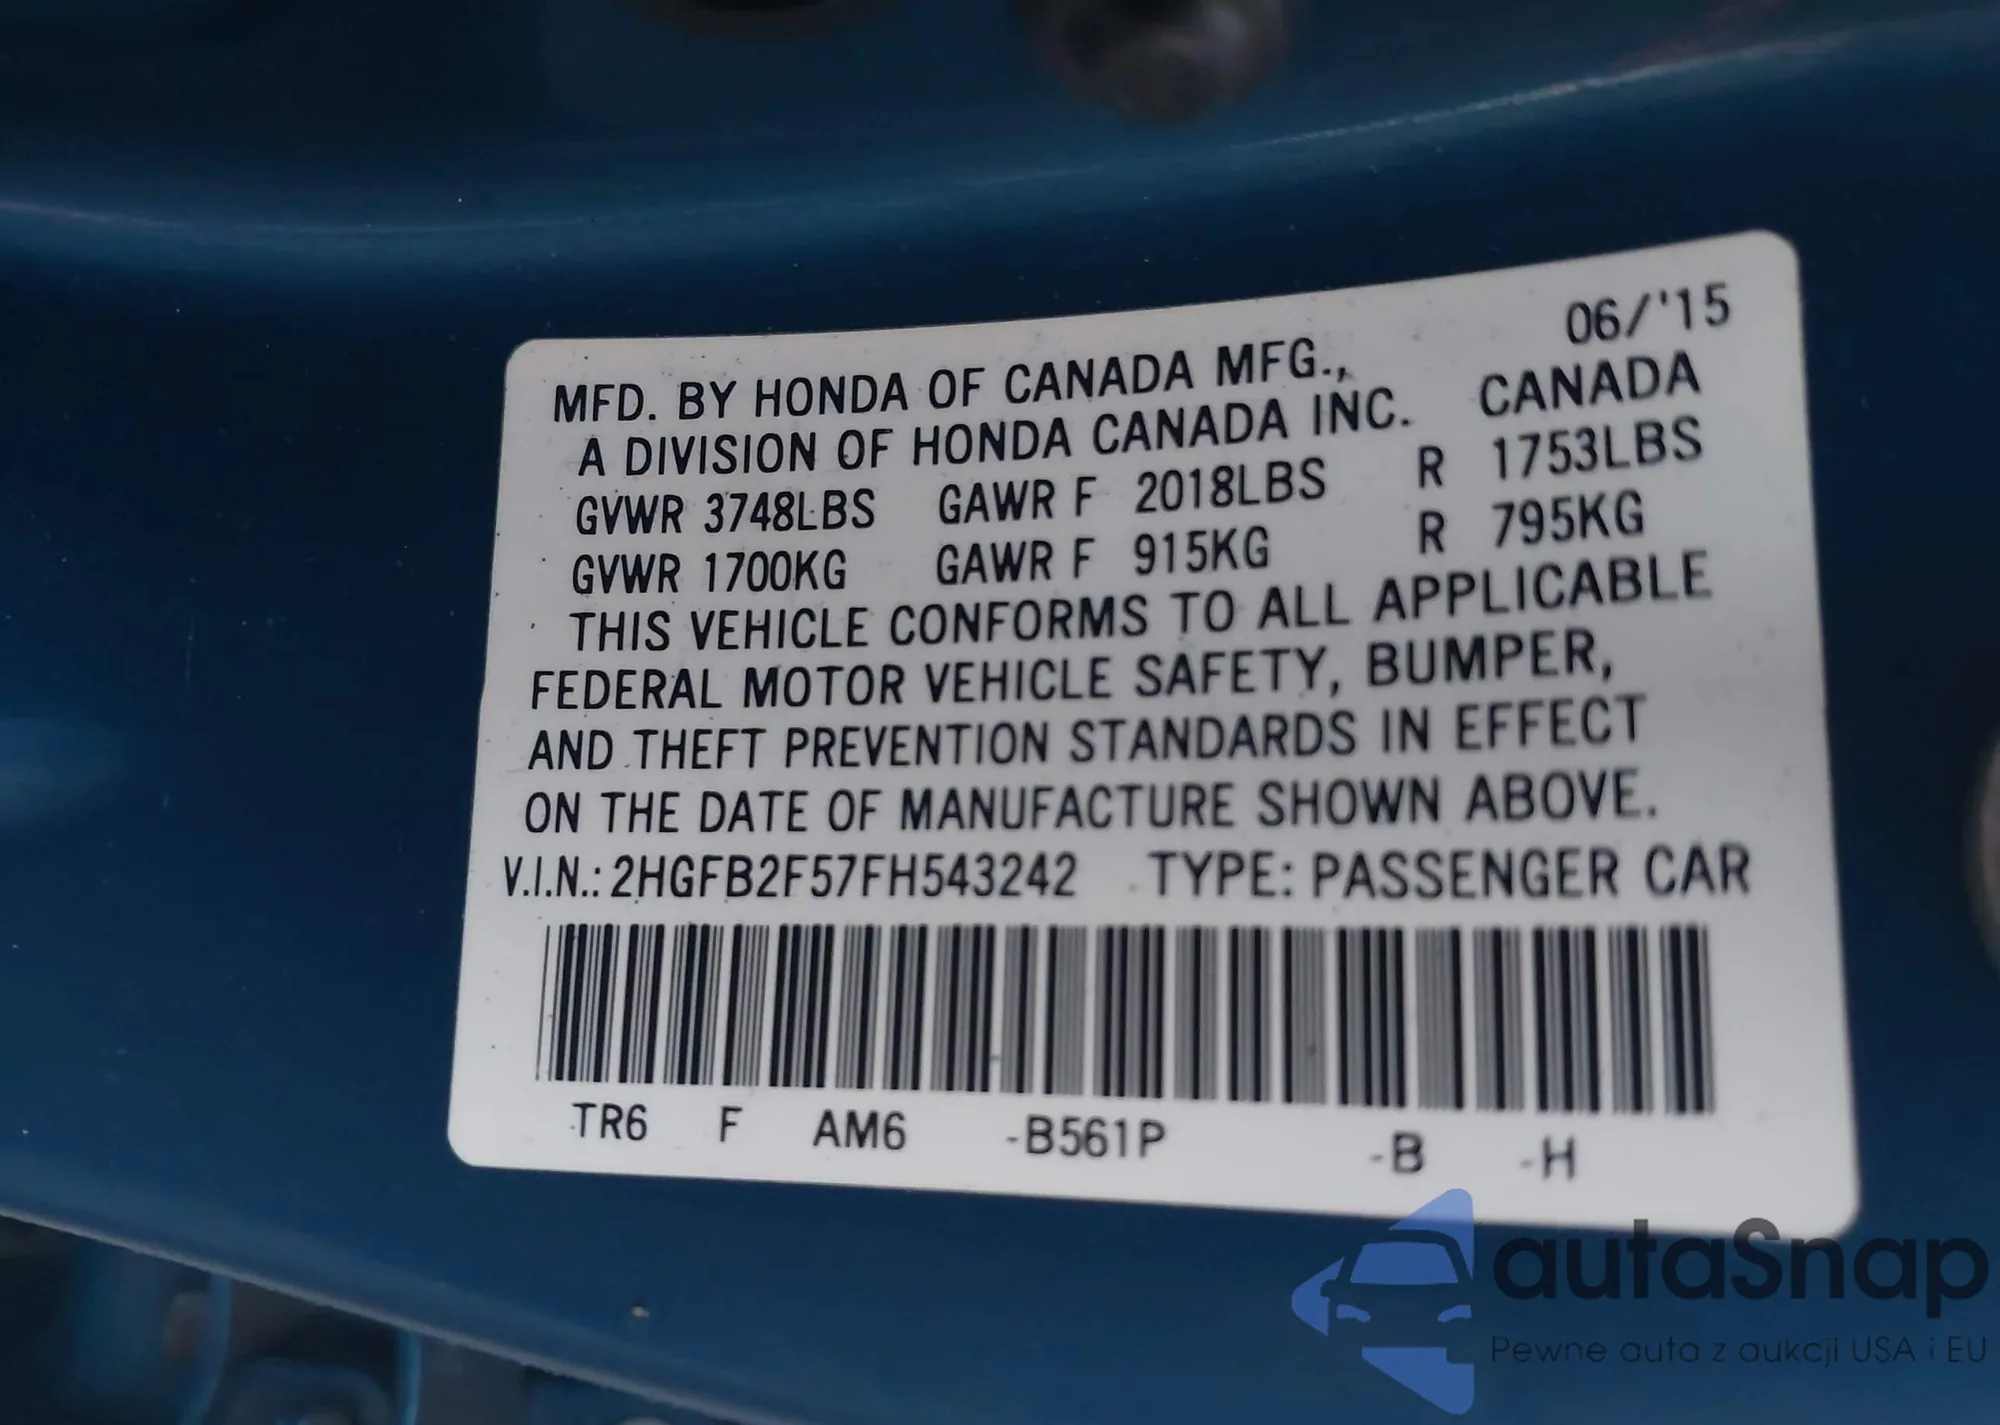 06/'15
MFD. BY HONDA OF CANADA MFG.,
A DIVISION OF HONDA CANADA INC. CANADA
GVWR 3748LBS GAWR F 2018LBS R 1753LBS
GVWR 1700KG GAWR F 915KG R 795KG
THIS VEHICLE CONFORMS TO ALL APPLICABLE
FEDERAL MOTOR VEHICLE SAFETY, BUMPER,
AND THEFT PREVENTION STANDARDS IN EFFECT
ON THE DATE OF MANUFACTURE SHOWN ABOVE.
V.I.N.: 2HGFB2F57FH543242 TYPE: PASSENGER CAR
TR6 F AM6 -B561P -B -H
autaSnap
Pewne auta z aukcji USA i EU